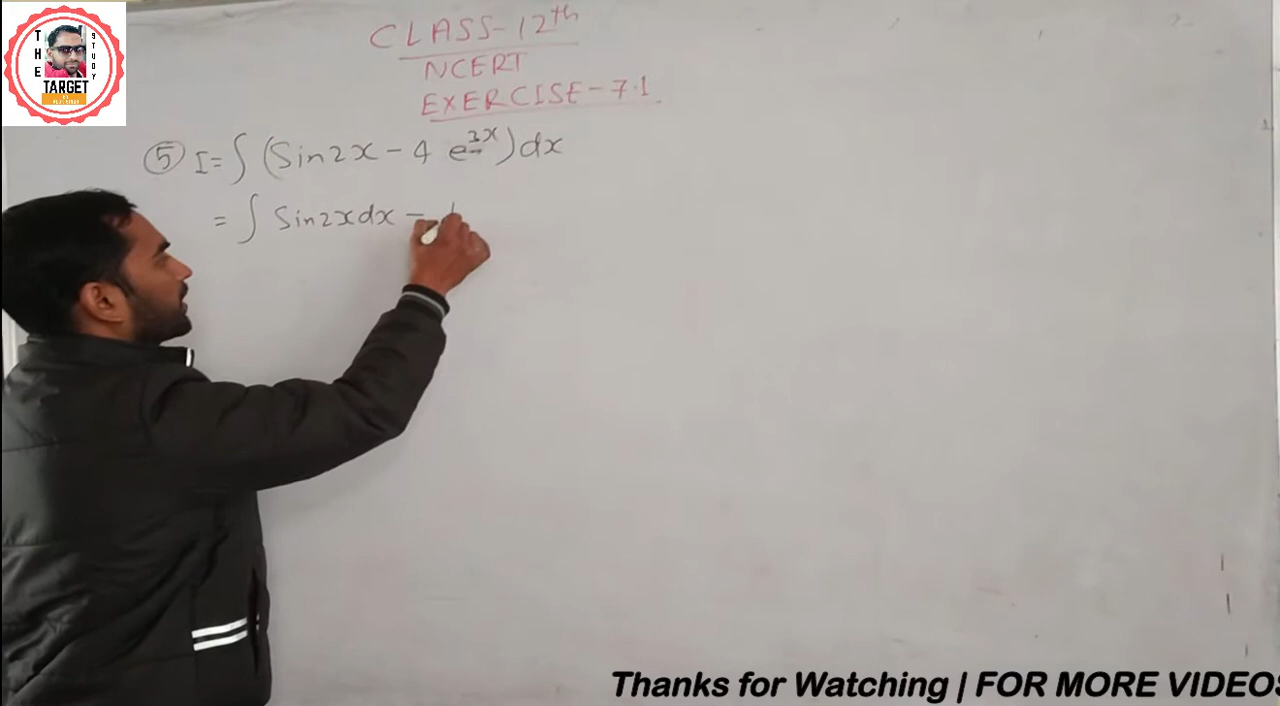 THE
TARGET
STUDY
CLASS-12th
NCERT
EXERCISE-7.1
⑤ I = ∫ (Sin2x - 4 e^3x) dx
= ∫ Sin2x dx -
Thanks for Watching | FOR MORE VIDEOS